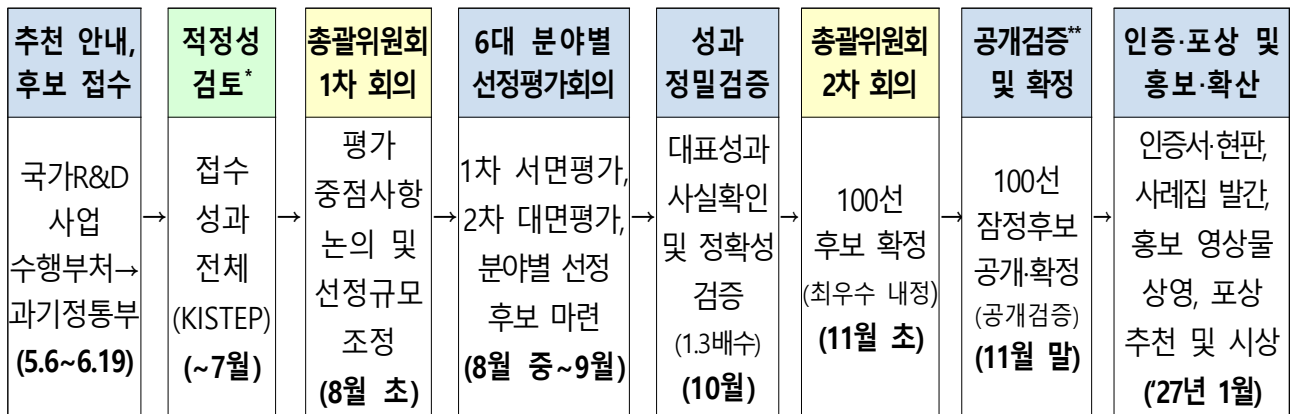 추천 안내,
후보 접수
국가R&D
사업
수행부처→
과기정통부
(5.6~6.19)
→
적정성
검토*
접수
성과
전체
(KISTEP)
(~7월)
→
총괄위원회
1차 회의
평가
중점사항
논의 및
선정규모
조정
(8월 초)
→
6대 분야별
선정평가회의
1차 서면평가,
2차 대면평가,
분야별 선정
후보 마련
(8월 중~9월)
→
성과
정밀검증
대표성과
사실확인
및 정확성
검증
(1.3배수)
(10월)
→
총괄위원회
2차 회의
100선
후보 확정
(최우수 내정)
(11월 초)
→
공개검증**
및 확정
100선
잠정후보
공개·확정
(공개검증)
(11월 말)
→
인증·포상 및
홍보·확산
인증서·현판,
사례집 발간,
홍보 영상물
상영, 포상
추천 및 시상
('27년 1월)